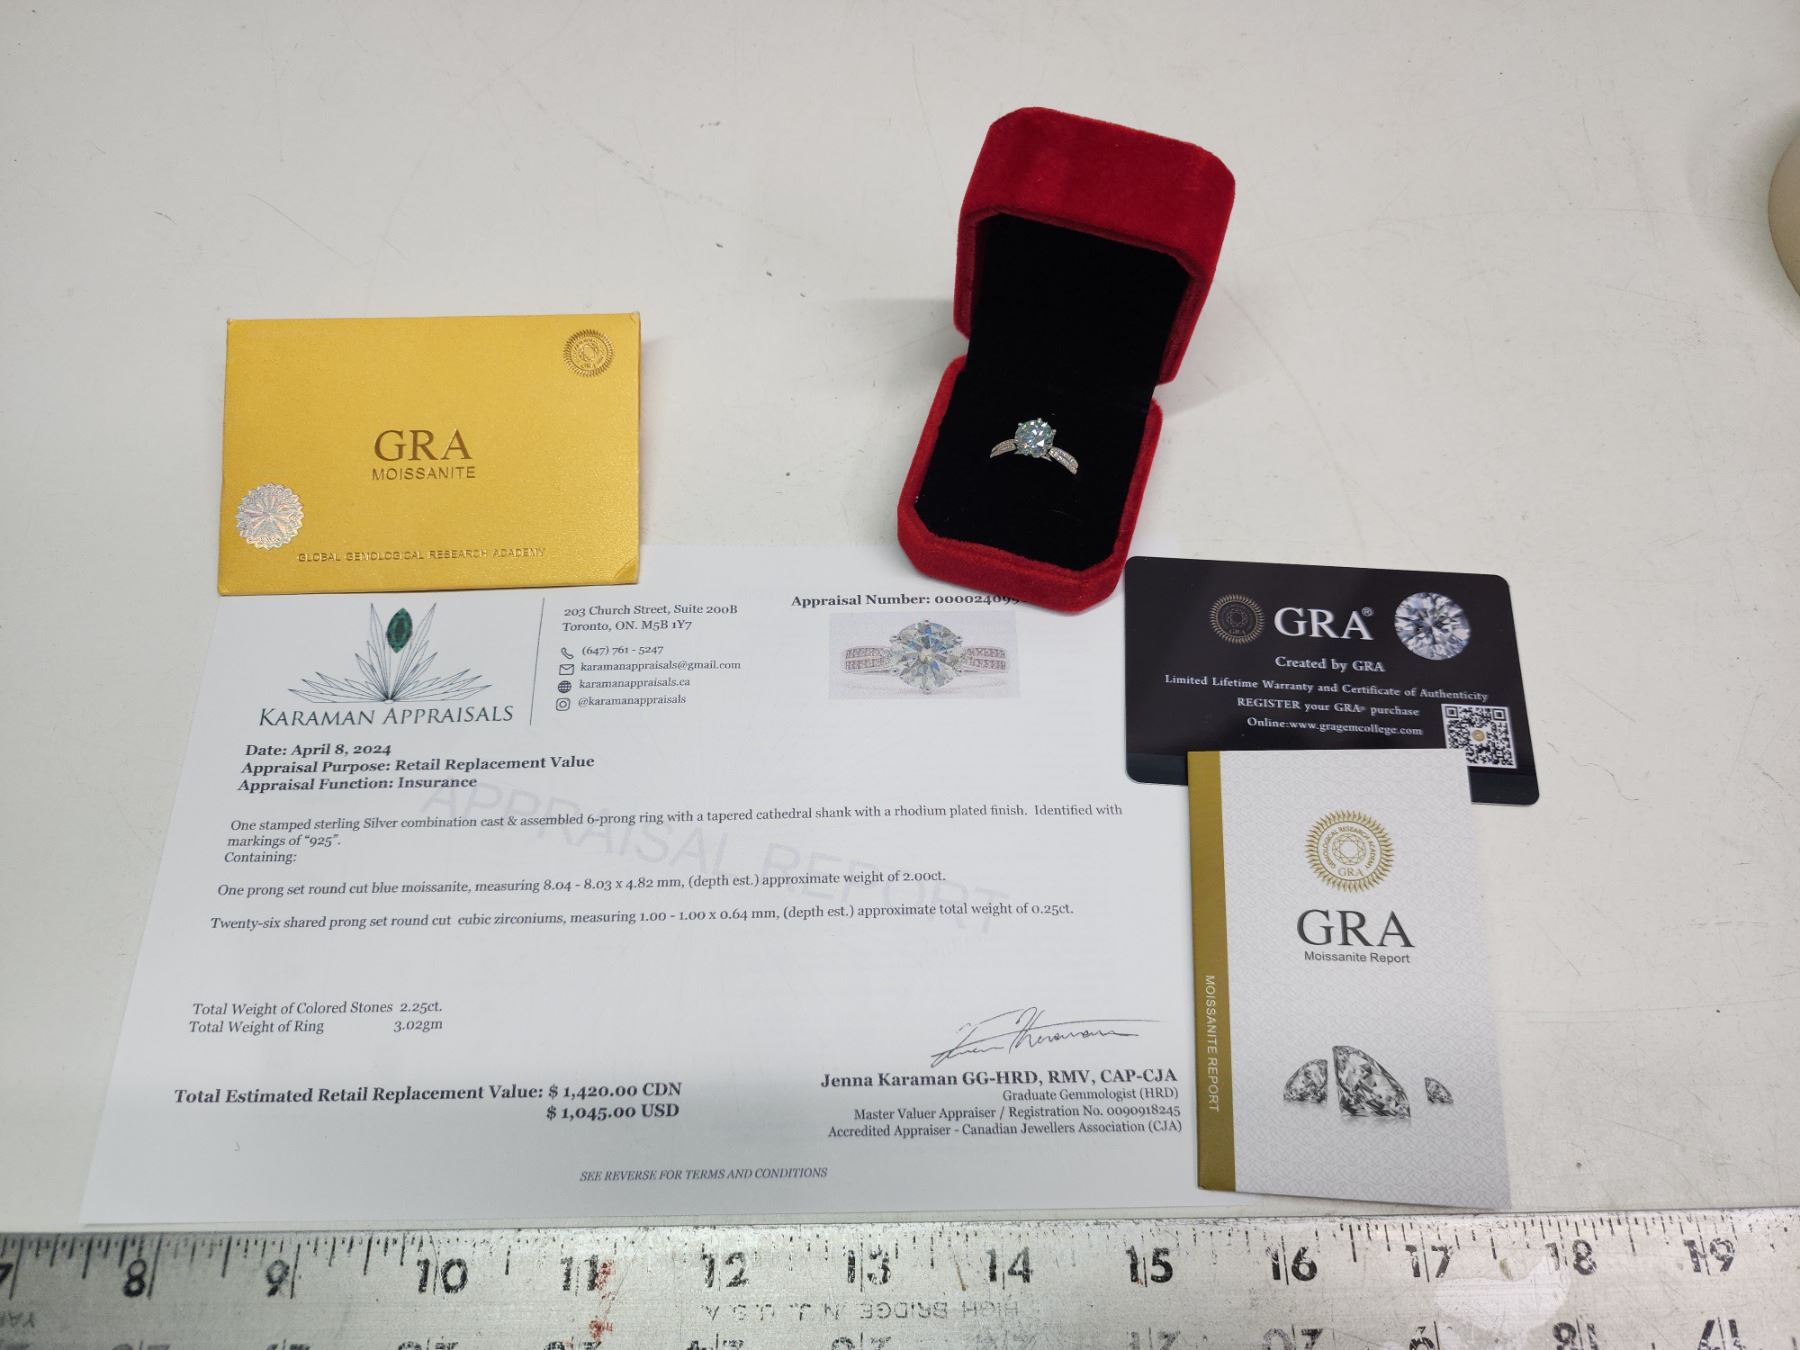 GRA
MOISSANITE
GLOBAL GEMOLOGICAL RESEARCH ACADEMY
KARAMAN APPRAISALS
203 Church Street, Suite 200B
Toronto, ON. M5B 1Y7
(647) 761 - 5247
karamanappraisals@gmail.com
karamanappraisals.ca
@karamanappraisals
Appraisal Number: 000024099
Date: April 8, 2024
Appraisal Purpose: Retail Replacement Value
Appraisal Function: Insurance
APPRAISAL REPORT
One stamped sterling Silver combination cast & assembled 6-prong ring with a tapered cathedral shank with a rhodium plated finish. Identified with
markings of "925".
Containing:
One prong set round cut blue moissanite, measuring 8.04 - 8.03 x 4.82 mm, (depth est.) approximate weight of 2.00ct.
Twenty-six shared prong set round cut cubic zirconiums, measuring 1.00 - 1.00 x 0.64 mm, (depth est.) approximate total weight of 0.25ct.
Total Weight of Colored Stones 2.25ct.
Total Weight of Ring 3.02gm
Total Estimated Retail Replacement Value: $ 1,420.00 CDN
$ 1,045.00 USD
Jenna Karaman GG-HRD, RMV, CAP-CJA
Graduate Gemmologist (HRD)
Master Valuer Appraiser / Registration No. 0090918245
Accredited Appraiser - Canadian Jewellers Association (CJA)
SEE REVERSE FOR TERMS AND CONDITIONS
GRA
GRA®
Created by GRA
Limited Lifetime Warranty and Certificate of Authenticity
REGISTER your GRA® purchase
Online:www.gragemcollege.com
GEMOLOGICAL RESEARCH ACADEMY
GRA
GRA
Moissanite Report
MOISSANITE REPORT
7 8 9 10 11 12 13 14 15 16 17 18 19
HIGH BRIDGE N.J. U.S.A.